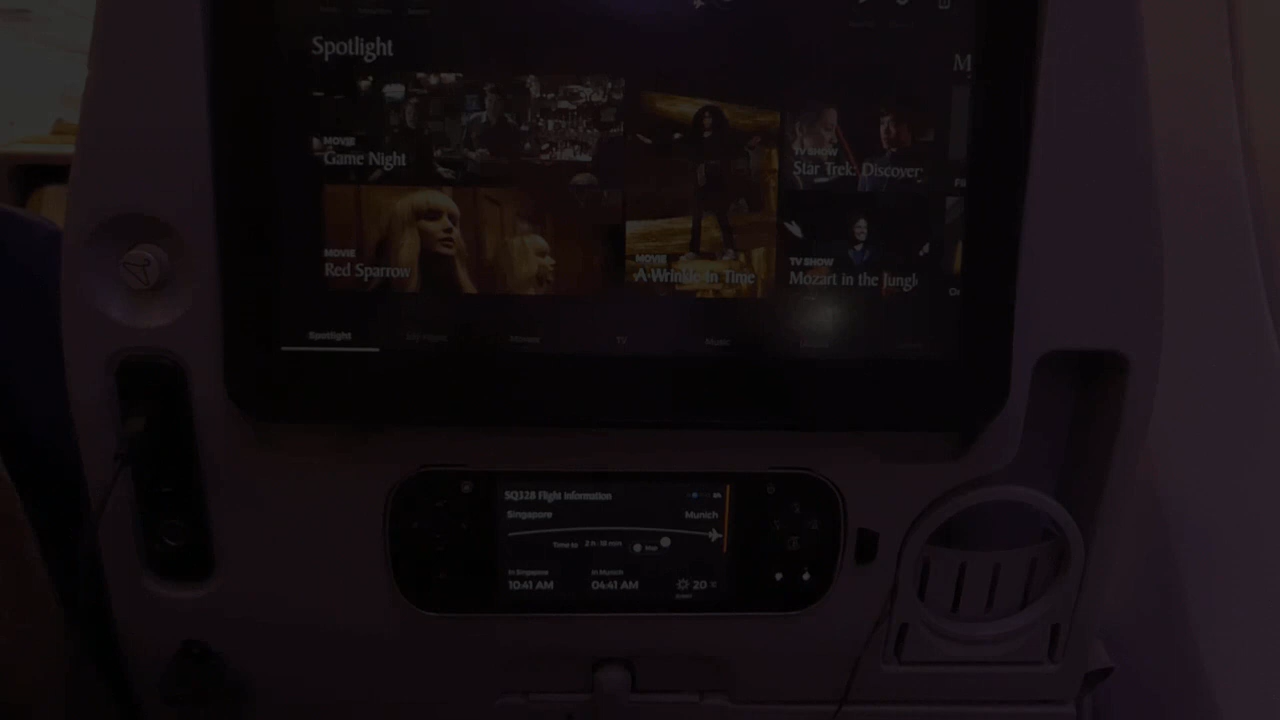 Spotlight
M
MOVIE
Game Night
TV SHOW
Star Trek: Discover
MOVIE
Red Sparrow
MOVIE
A Wrinkle in Time
TV SHOW
Mozart in the Jungl
Spotlight
Movies
TV
Music
SQ328 Flight Information
Singapore
Munich
Time to 2 h : 18 min
Map
In Singapore
In Munich
10:41 AM
04:41 AM
20 °C